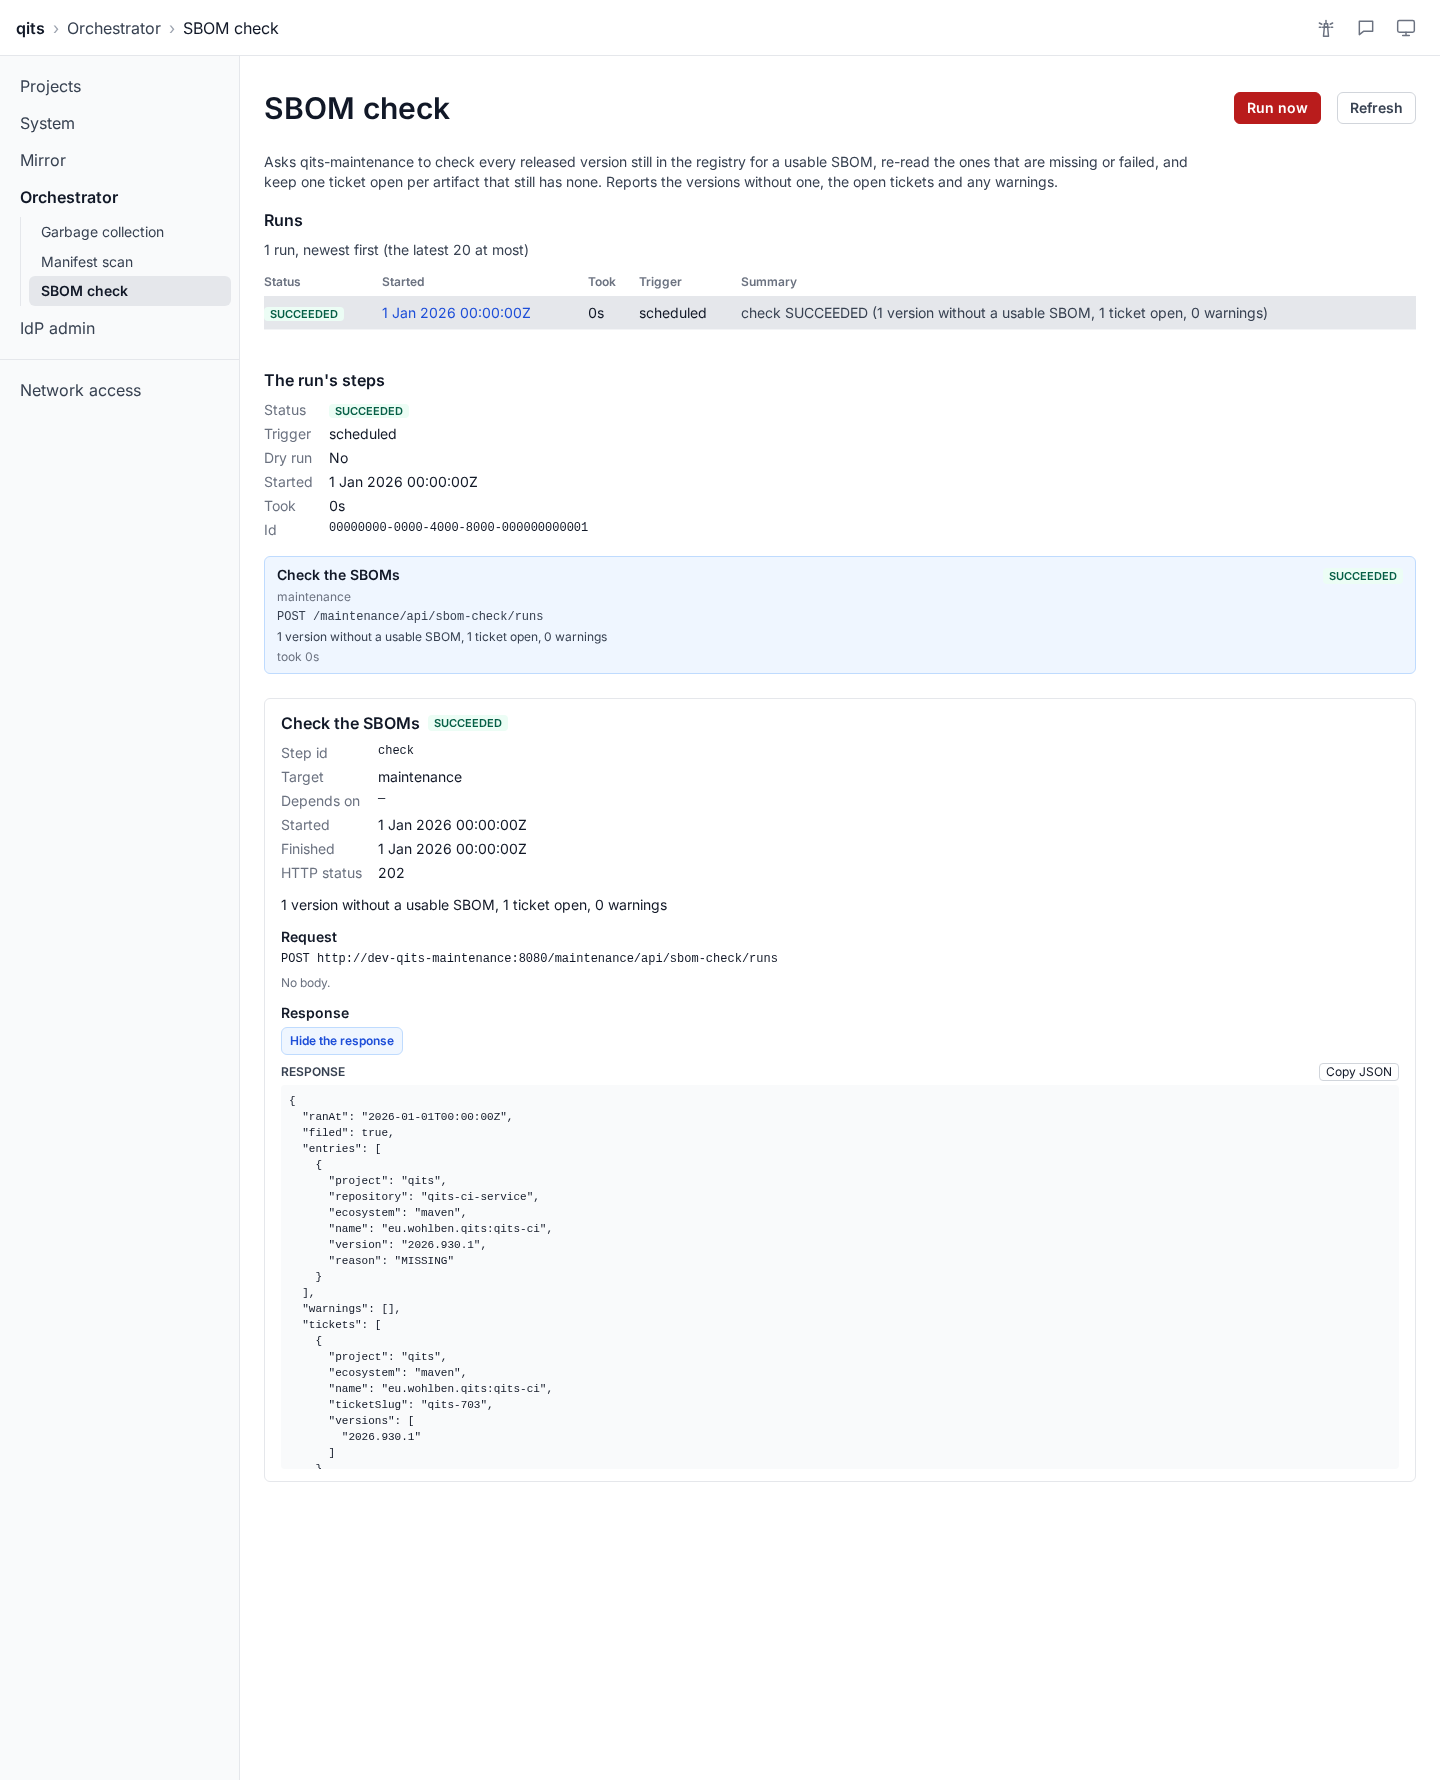 qits › Orchestrator › SBOM check
Projects
System
Mirror
Orchestrator
Garbage collection
Manifest scan
SBOM check
IdP admin
Network access
SBOM check
Run now
Refresh
Asks qits-maintenance to check every released version still in the registry for a usable SBOM, re-read the ones that are missing or failed, and
keep one ticket open per artifact that still has none. Reports the versions without one, the open tickets and any warnings.
Runs
1 run, newest first (the latest 20 at most)
Status Started Took Trigger Summary
SUCCEEDED 1 Jan 2026 00:00:00Z 0s scheduled check SUCCEEDED (1 version without a usable SBOM, 1 ticket open, 0 warnings)
The run's steps
Status SUCCEEDED
Trigger scheduled
Dry run No
Started 1 Jan 2026 00:00:00Z
Took 0s
Id 00000000-0000-4000-8000-000000000001
Check the SBOMs SUCCEEDED
maintenance
POST /maintenance/api/sbom-check/runs
1 version without a usable SBOM, 1 ticket open, 0 warnings
took 0s
Check the SBOMs SUCCEEDED
Step id check
Target maintenance
Depends on —
Started 1 Jan 2026 00:00:00Z
Finished 1 Jan 2026 00:00:00Z
HTTP status 202
1 version without a usable SBOM, 1 ticket open, 0 warnings
Request
POST http://dev-qits-maintenance:8080/maintenance/api/sbom-check/runs
No body.
Response
Hide the response
RESPONSE Copy JSON
{
  "ranAt": "2026-01-01T00:00:00Z",
  "filed": true,
  "entries": [
    {
      "project": "qits",
      "repository": "qits-ci-service",
      "ecosystem": "maven",
      "name": "eu.wohlben.qits:qits-ci",
      "version": "2026.930.1",
      "reason": "MISSING"
    }
  ],
  "warnings": [],
  "tickets": [
    {
      "project": "qits",
      "ecosystem": "maven",
      "name": "eu.wohlben.qits:qits-ci",
      "ticketSlug": "qits-703",
      "versions": [
        "2026.930.1"
      ]
    }